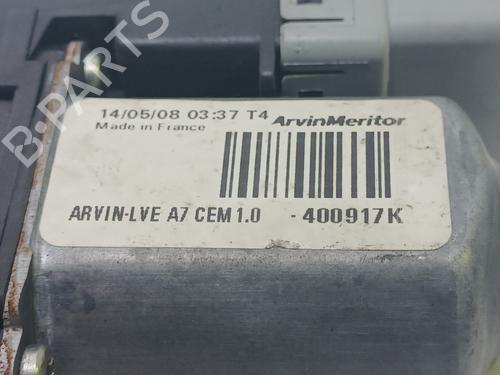 14/05/08 03:37 T4 ArvinMeritor
Made in France
ARVIN-LVE A7 CEM 1.0 - 400917K
B-PARTS